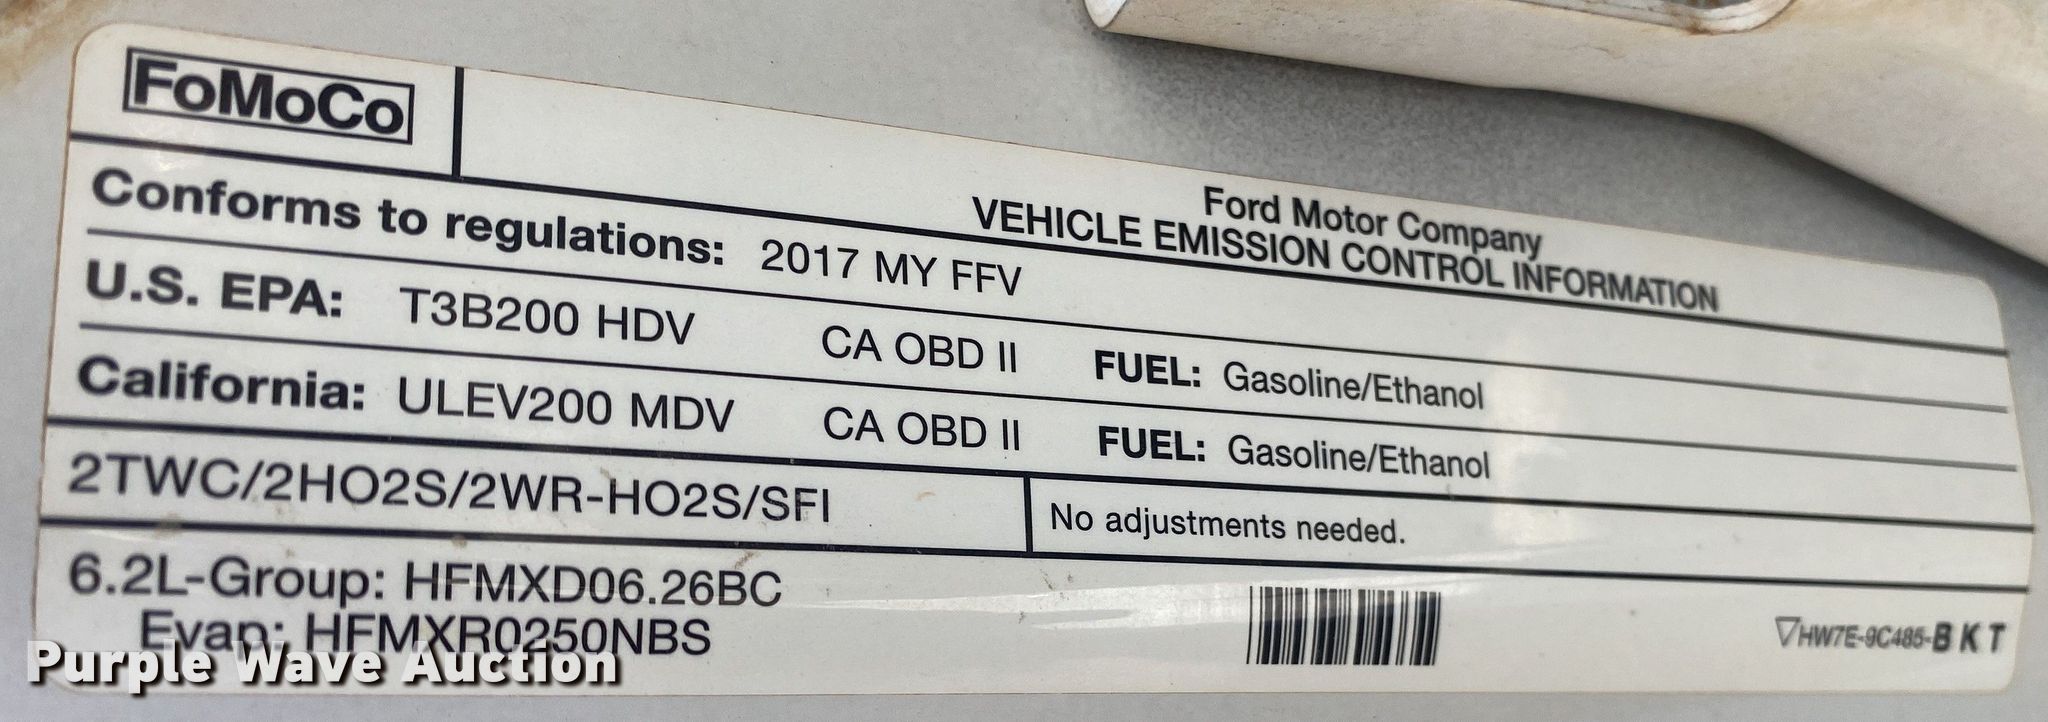 FoMoCo
Ford Motor Company
VEHICLE EMISSION CONTROL INFORMATION
Conforms to regulations: 2017 MY FFV
U.S. EPA: T3B200 HDV CA OBD II FUEL: Gasoline/Ethanol
California: ULEV200 MDV CA OBD II FUEL: Gasoline/Ethanol
2TWC/2HO2S/2WR-HO2S/SFI No adjustments needed.
6.2L-Group: HFMXD06.26BC
Evap: HFMXR0250NBS
HW7E-9C485-BKT
Purple Wave Auction